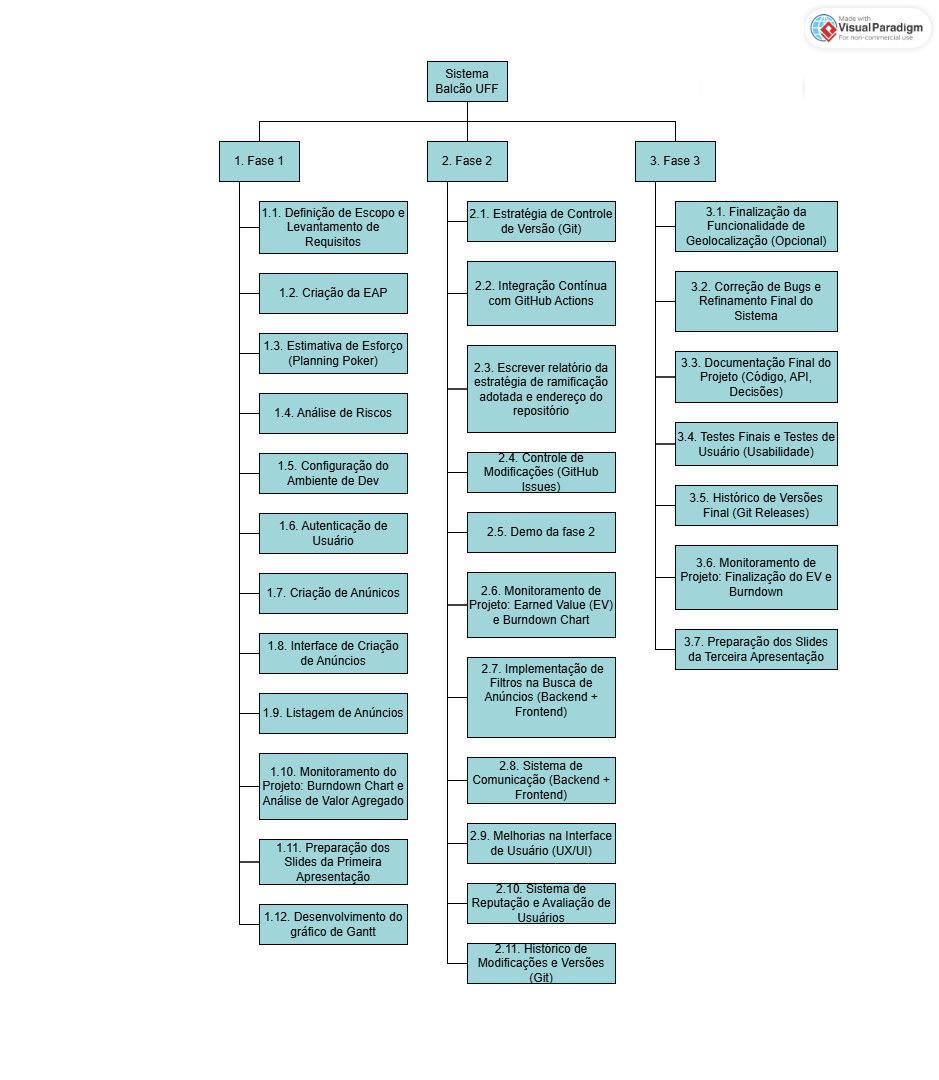 Made with
VisualParadigm
For non-commercial use
Sistema
Balcão UFF
1. Fase 1
2. Fase 2
3. Fase 3
1.1. Definição de Escopo e
Levantamento de
Requisitos
1.2. Criação da EAP
1.3. Estimativa de Esforço
(Planning Poker)
1.4. Análise de Riscos
1.5. Configuração do
Ambiente de Dev
1.6. Autenticação de
Usuário
1.7. Criação de Anúnicos
1.8. Interface de Criação
de Anúncios
1.9. Listagem de Anúncios
1.10. Monitoramento do
Projeto: Burndown Chart e
Análise de Valor Agregado
1.11. Preparação dos
Slides da Primeira
Apresentação
1.12. Desenvolvimento do
gráfico de Gantt
2.1. Estratégia de Controle
de Versão (Git)
2.2. Integração Contínua
com GitHub Actions
2.3. Escrever relatório da
estratégia de ramificação
adotada e endereço do
repositório
2.4. Controle de
Modificações (GitHub
Issues)
2.5. Demo da fase 2
2.6. Monitoramento de
Projeto: Earned Value (EV)
e Burndown Chart
2.7. Implementação de
Filtros na Busca de
Anúncios (Backend +
Frontend)
2.8. Sistema de
Comunicação (Backend +
Frontend)
2.9. Melhorias na Interface
de Usuário (UX/UI)
2.10. Sistema de
Reputação e Avaliação de
Usuários
2.11. Histórico de
Modificações e Versões
(Git)
3.1. Finalização da
Funcionalidade de
Geolocalização (Opcional)
3.2. Correção de Bugs e
Refinamento Final do
Sistema
3.3. Documentação Final do
Projeto (Código, API,
Decisões)
3.4. Testes Finais e Testes de
Usuário (Usabilidade)
3.5. Histórico de Versões
Final (Git Releases)
3.6. Monitoramento de
Projeto: Finalização do EV e
Burndown
3.7. Preparação dos Slides
da Terceira Apresentação